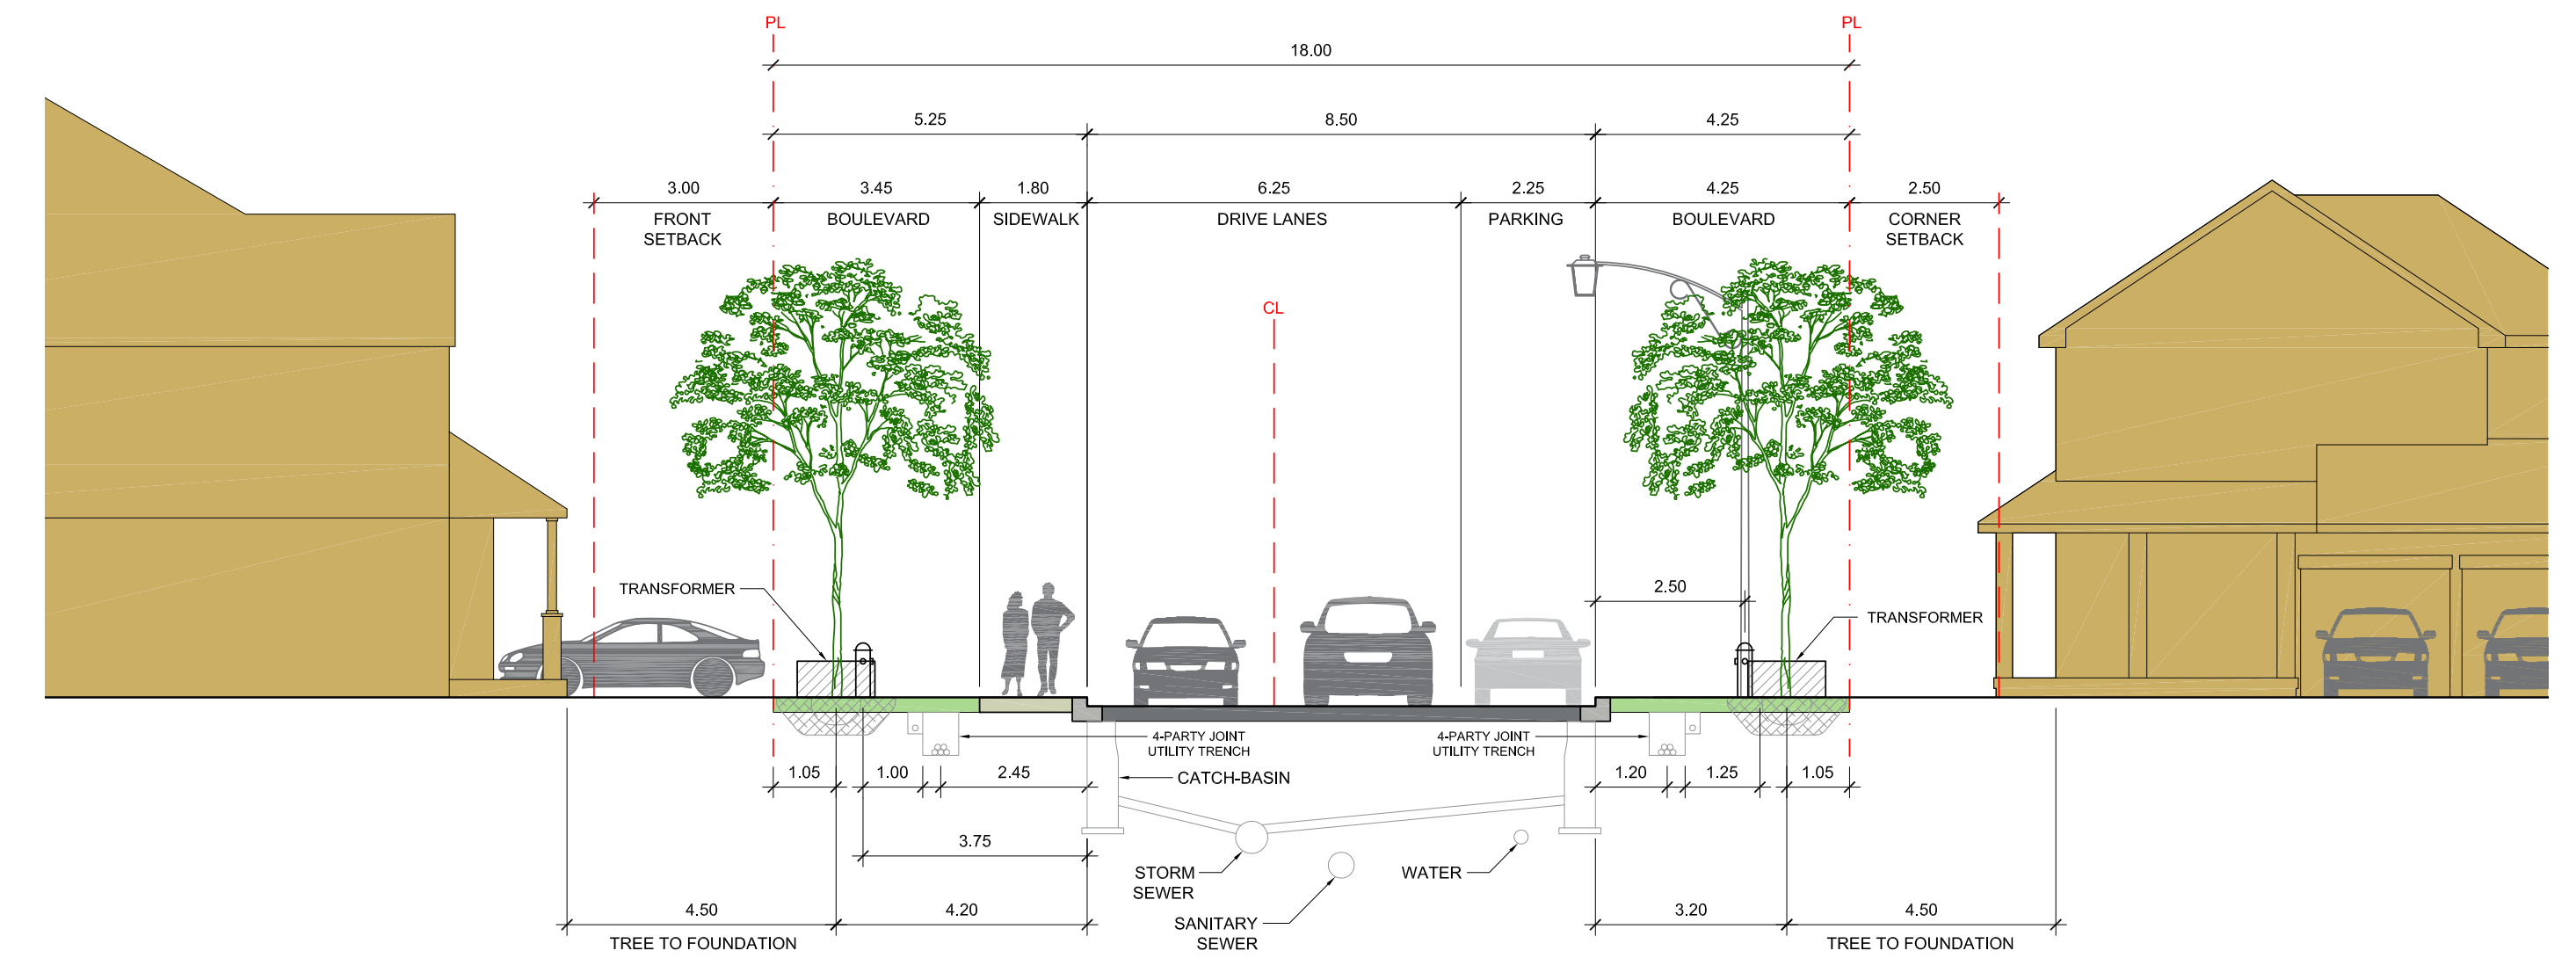 PL
PL
18.00
5.25
8.50
4.25
3.00
3.45
1.80
6.25
2.25
4.25
2.50
FRONT
SETBACK
BOULEVARD
SIDEWALK
DRIVE LANES
PARKING
BOULEVARD
CORNER
SETBACK
CL
TRANSFORMER
2.50
TRANSFORMER
4-PARTY JOINT
UTILITY TRENCH
4-PARTY JOINT
UTILITY TRENCH
1.05
1.00
2.45
CATCH-BASIN
1.20
1.25
1.05
3.75
STORM
SEWER
WATER
SANITARY
SEWER
4.50
4.20
3.20
4.50
TREE TO FOUNDATION
TREE TO FOUNDATION